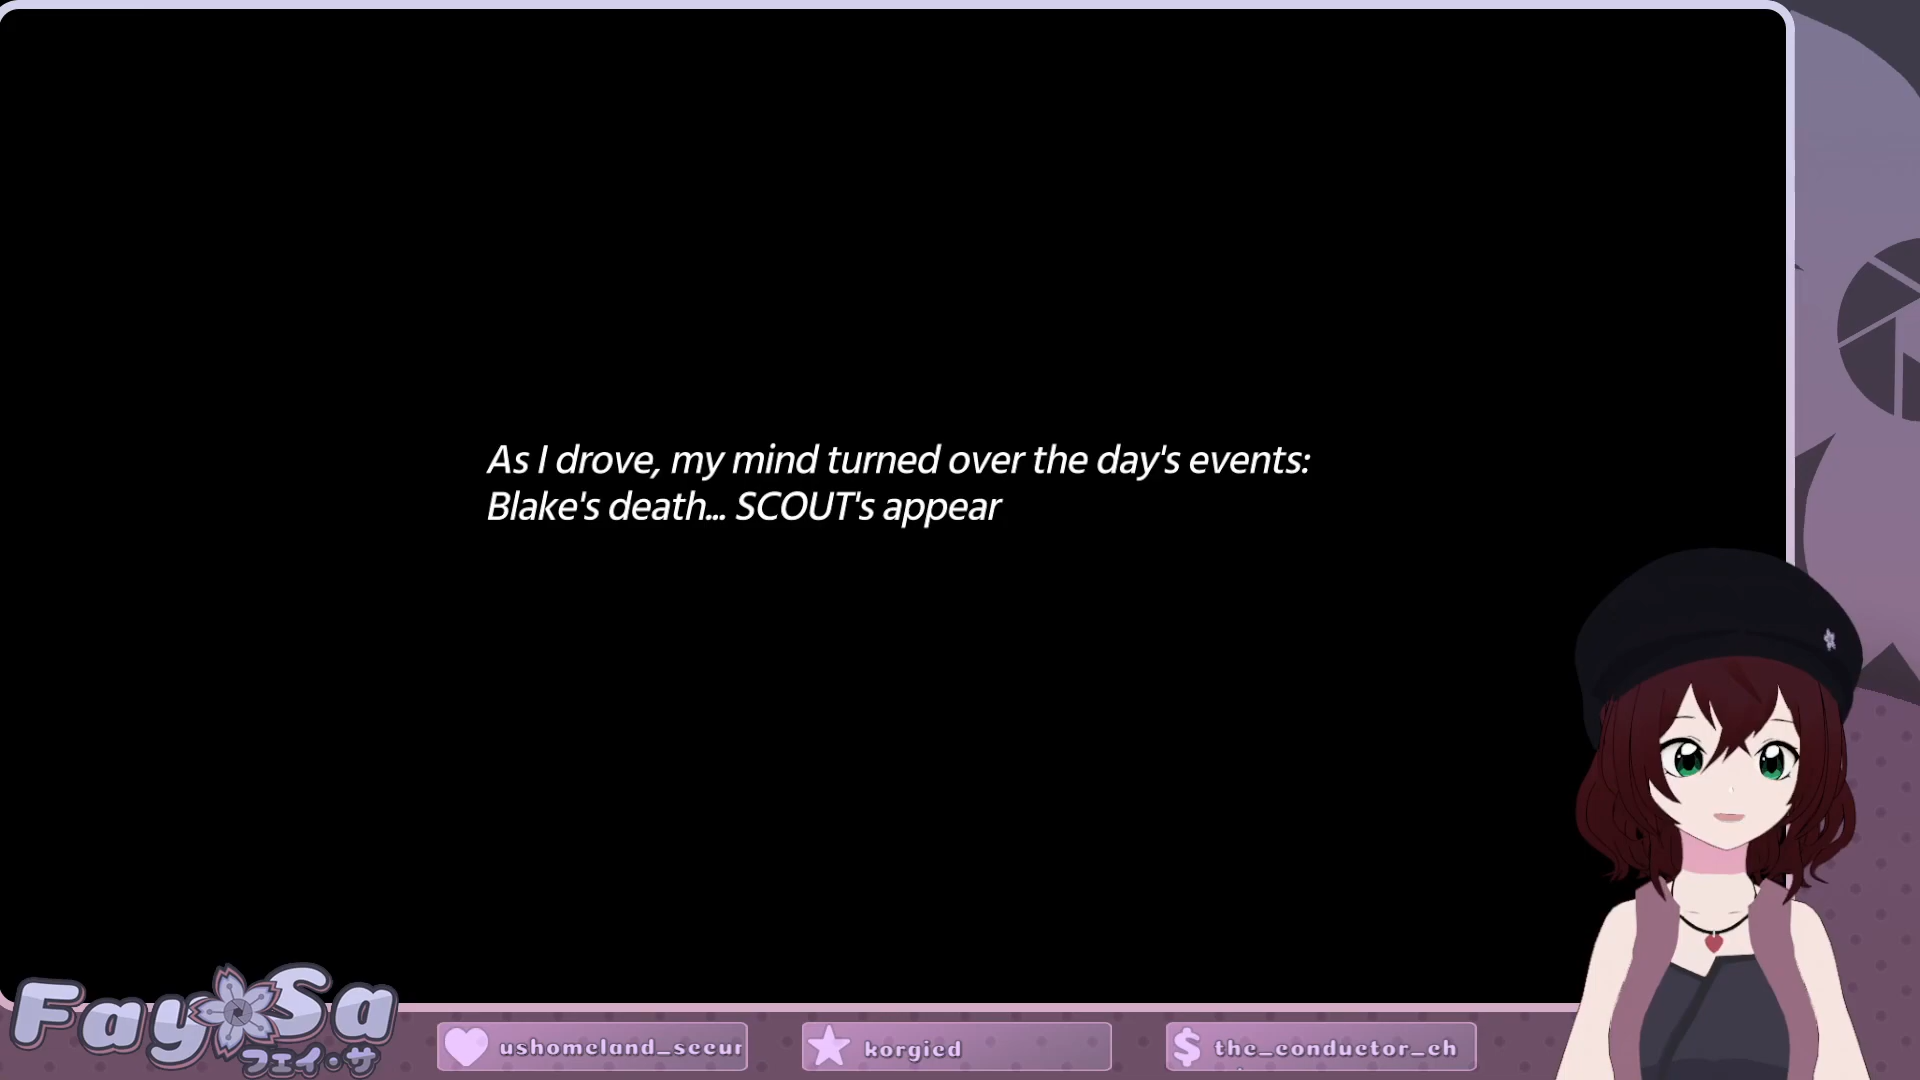 As I drove, my mind turned over the day's events:
Blake's death... SCOUT's appear
Fay Sa
フェイ・サ
ushomeland_secur
korgied
the_conductor_eh